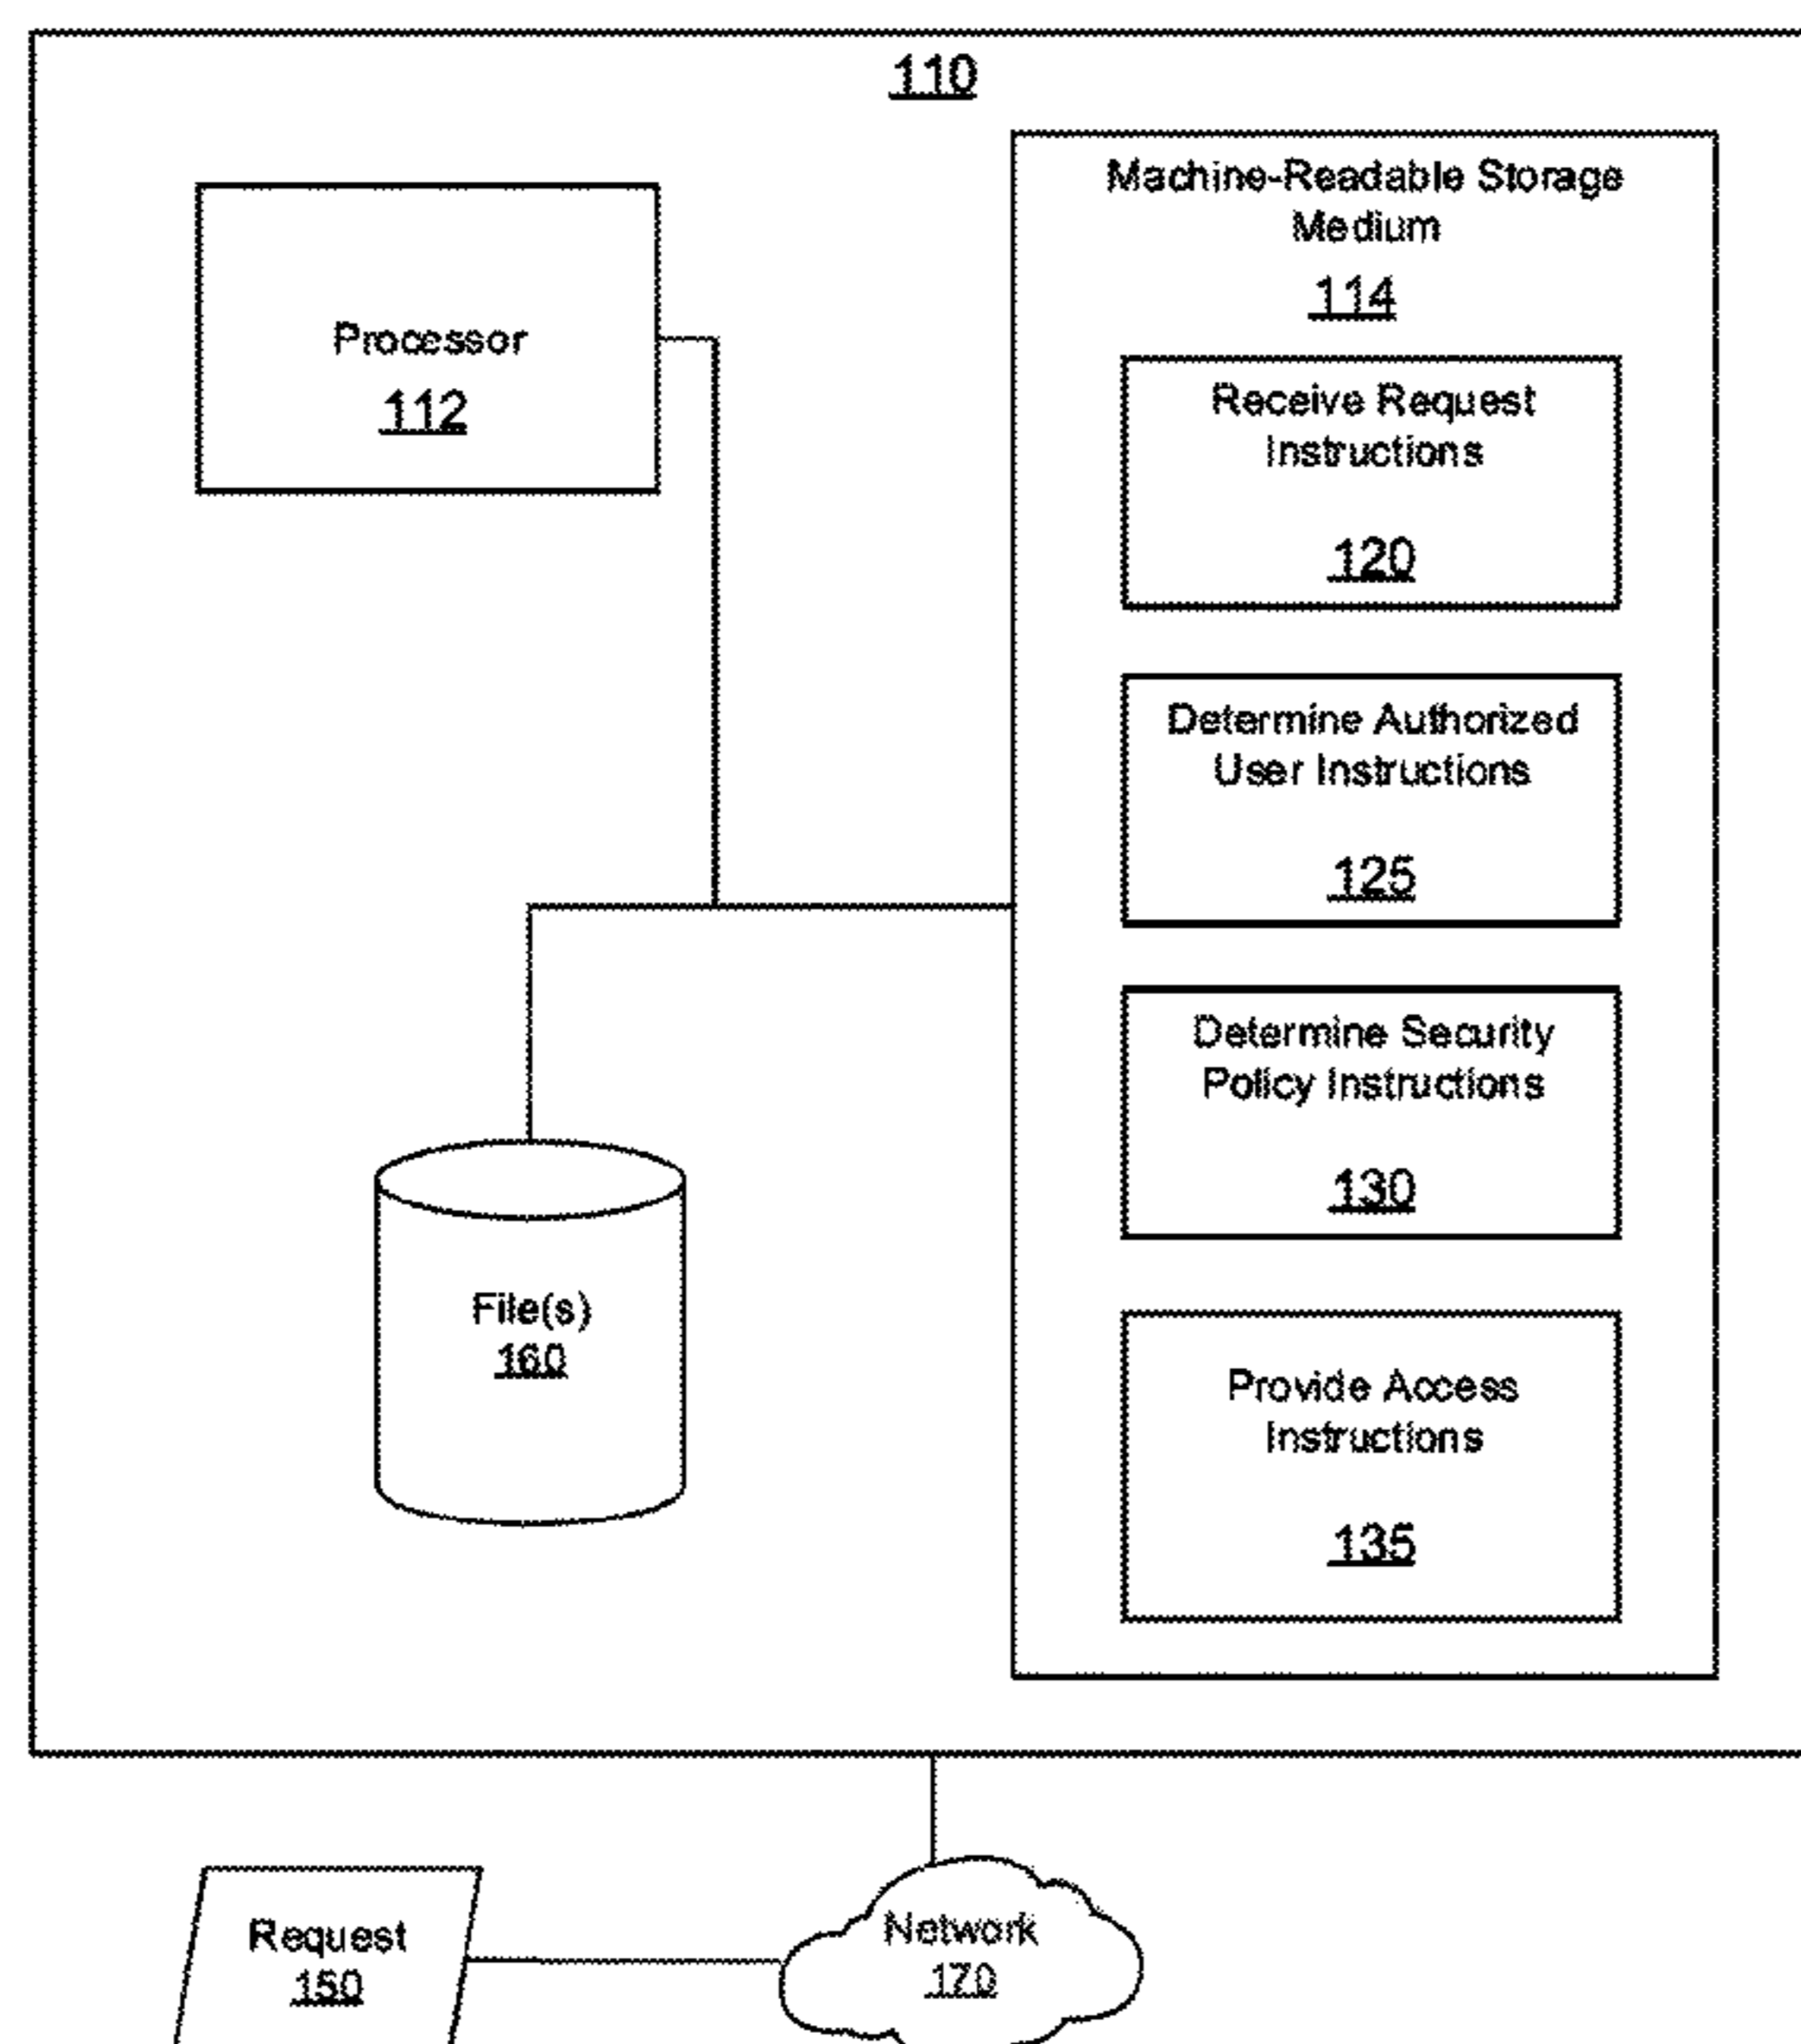 110
Machine-Readable Storage
Medium
114
Processor
112
Receive Request
Instructions
120
Determine Authorized
User Instructions
125
Determine Security
Policy Instructions
130
File(s)
160
Provide Access
Instructions
135
Request
150
Network
170